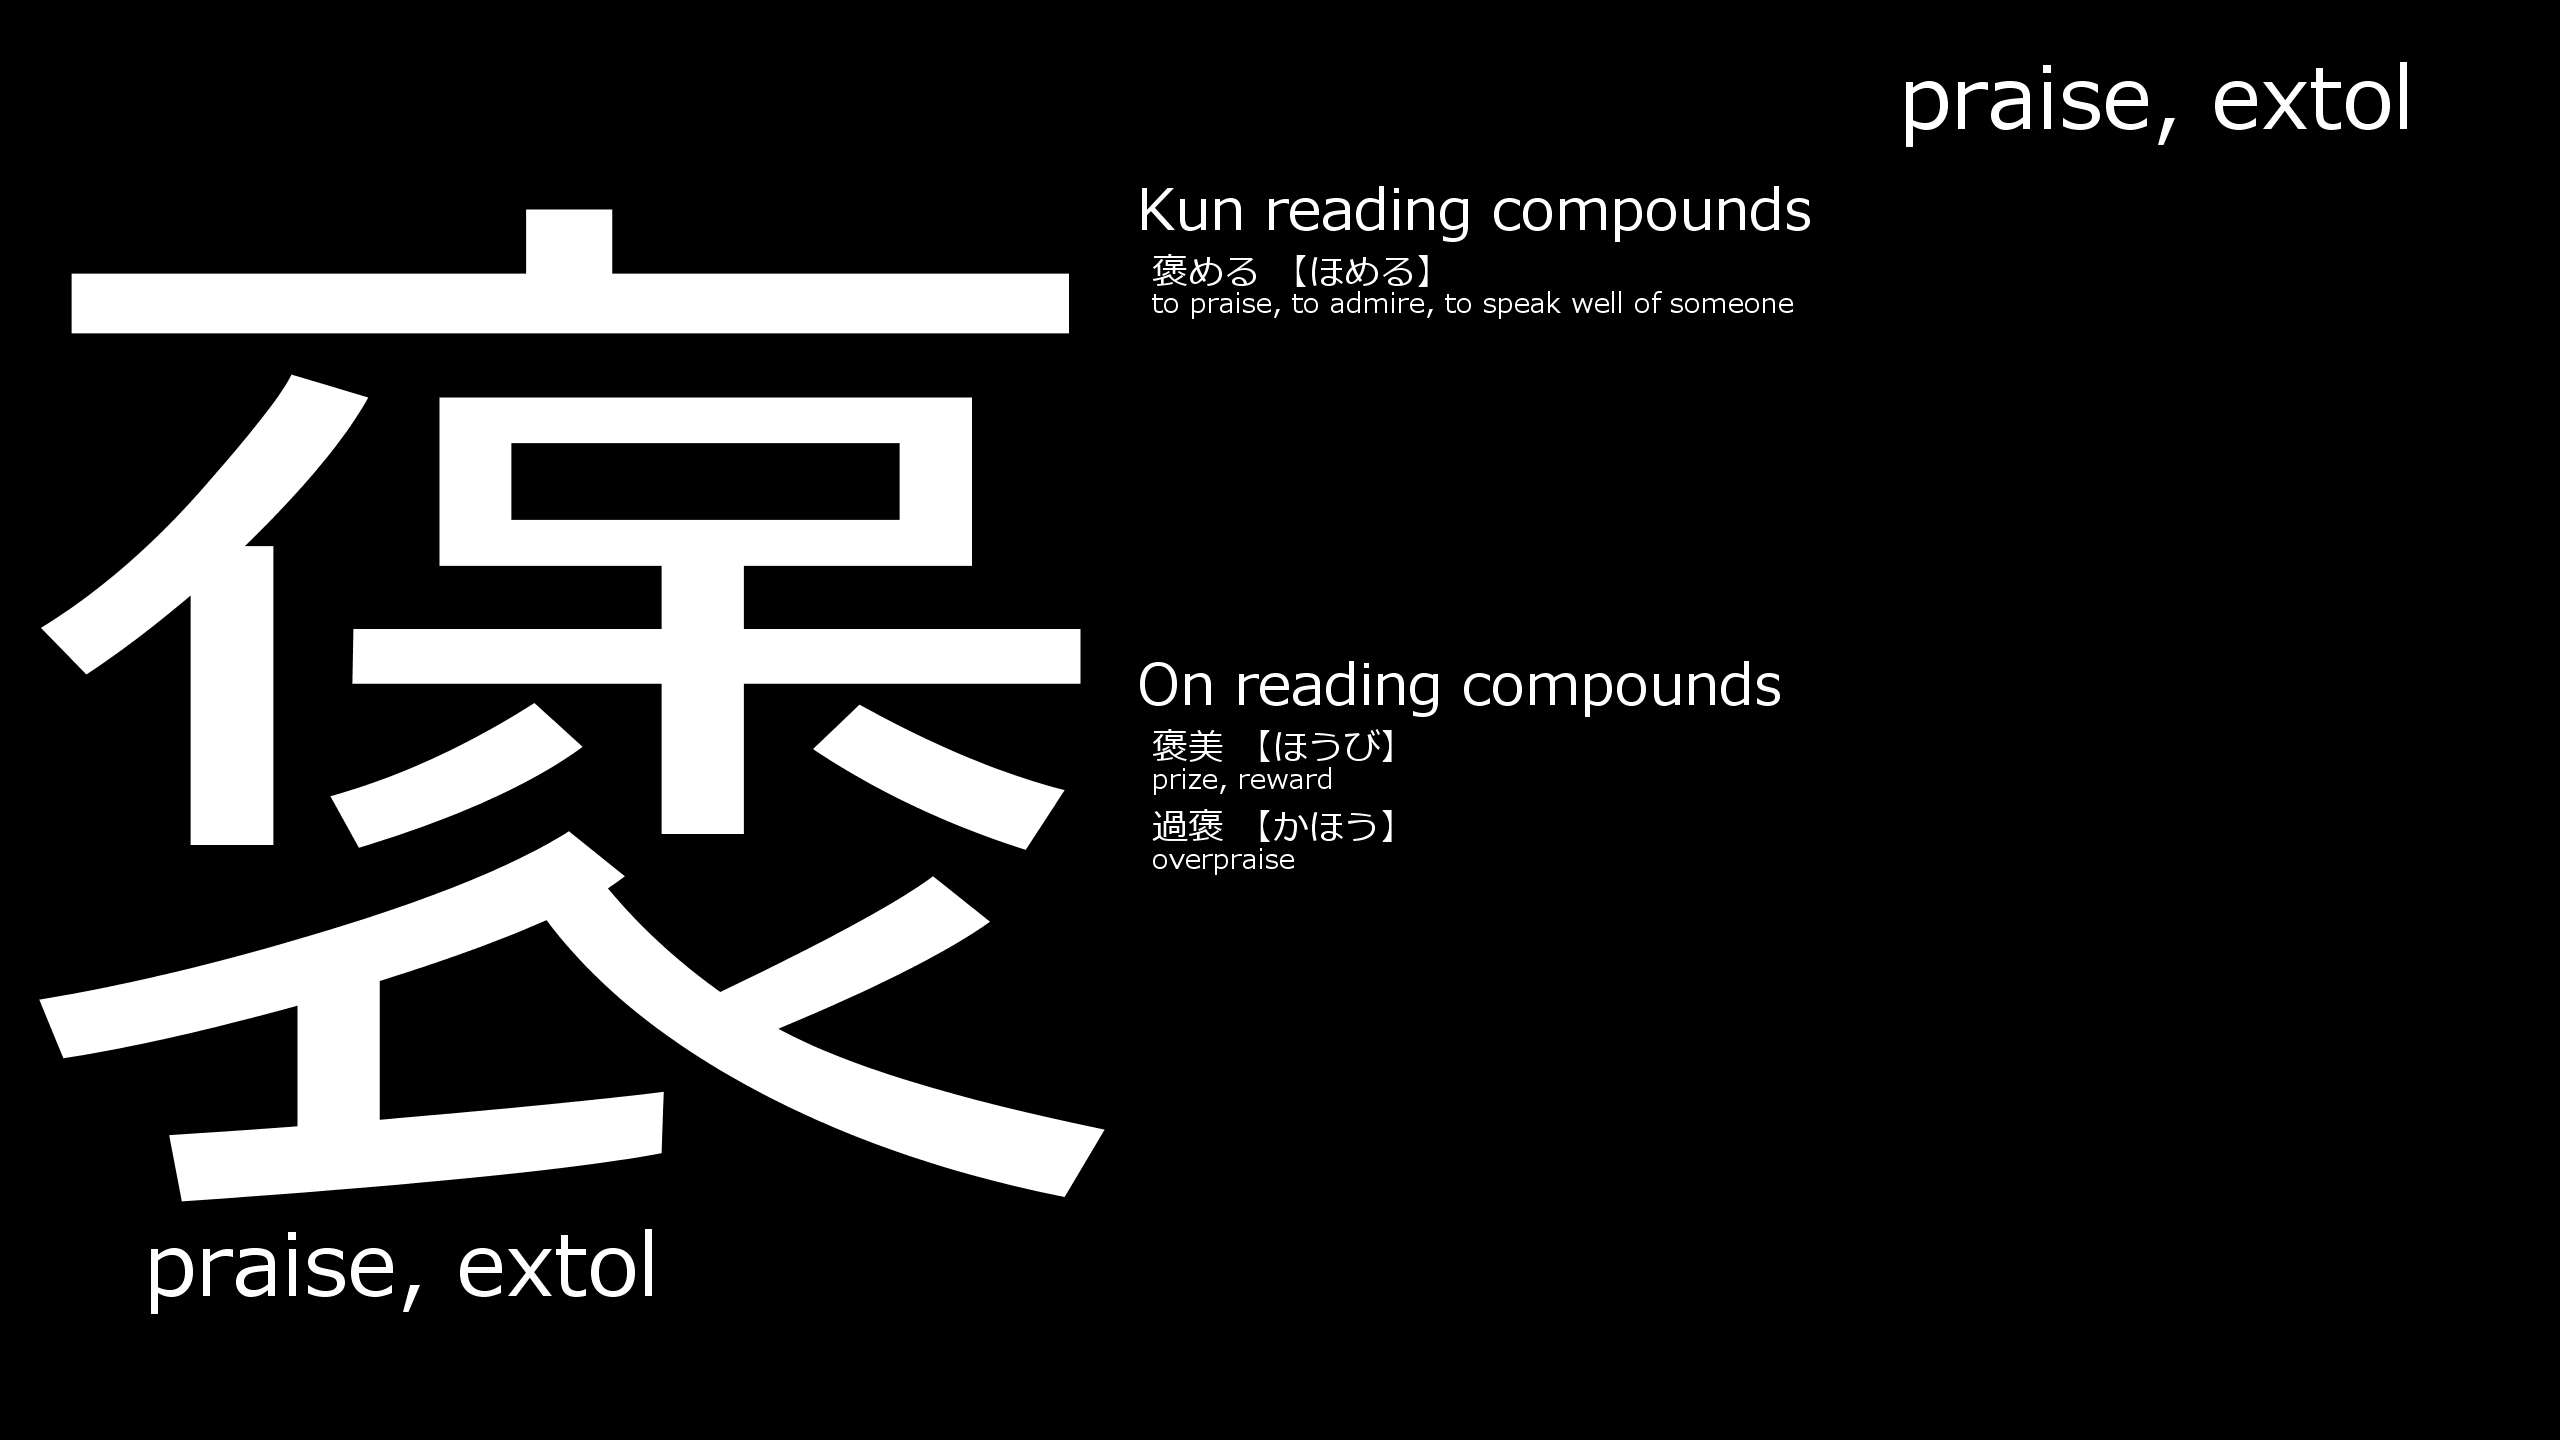 praise, extol
褒
Kun reading compounds
褒める 【ほめる】
to praise, to admire, to speak well of someone
On reading compounds
褒美 【ほうび】
prize, reward
過褒 【かほう】
overpraise
praise, extol